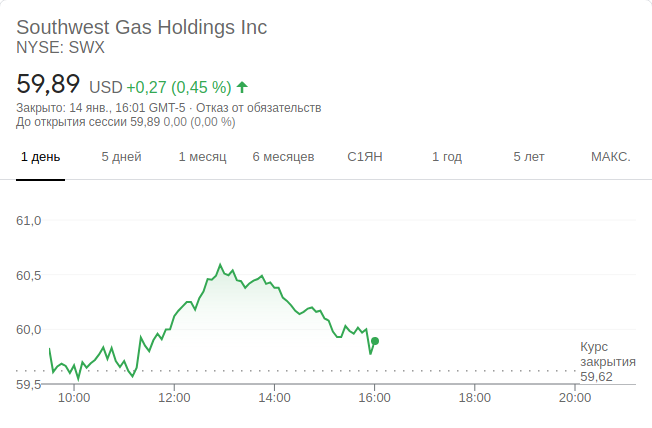 Southwest Gas Holdings Inc
NYSE: SWX
59,89 USD +0,27 (0,45 %)
Закрыто: 14 янв., 16:01 GMT-5 · Отказ от обязательств
До открытия сессии 59,89 0,00 (0,00 %)
1 день 5 дней 1 месяц 6 месяцев С1ЯН 1 год 5 лет МАКС.
61,0
60,5
60,0
Курс
закрытия
59,62
59,5
10:00 12:00 14:00 16:00 18:00 20:00